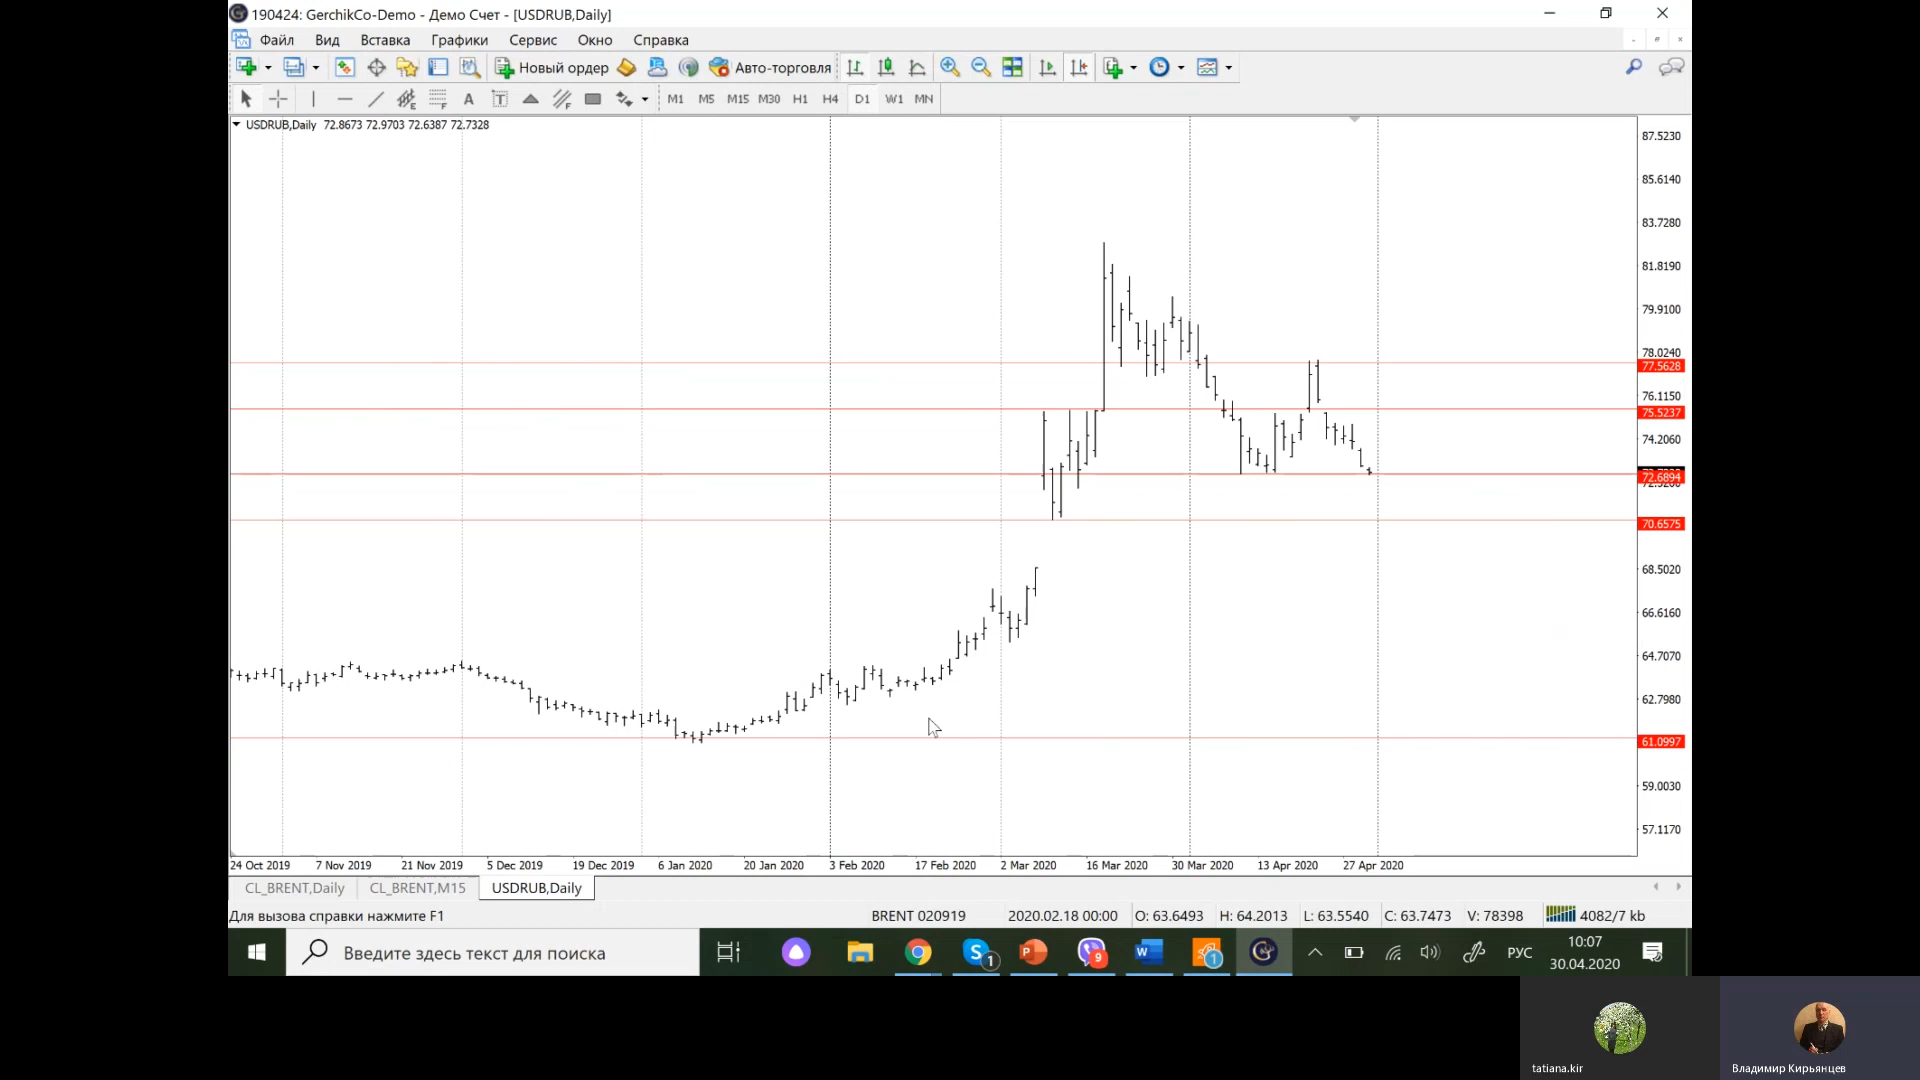 190424: GerchikCo-Demo - Демо Счет - [USDRUB,Daily]
Файл Вид Вставка Графики Сервис Окно Справка
Новый ордер Авто-торговля
A T M1 M5 M15 M30 H1 H4 D1 W1 MN
USDRUB,Daily 72.8673 72.9703 72.6387 72.7328
87.5230
85.6140
83.7280
81.8190
79.9100
78.0240
77.5628
76.1150
75.5237
74.2060
72.6894
70.6575
68.5020
66.6160
64.7070
62.7980
61.0997
59.0030
57.1170
24 Oct 2019 7 Nov 2019 21 Nov 2019 5 Dec 2019 19 Dec 2019 6 Jan 2020 20 Jan 2020 3 Feb 2020 17 Feb 2020 2 Mar 2020 16 Mar 2020 30 Mar 2020 13 Apr 2020 27 Apr 2020
CL_BRENT,Daily CL_BRENT,M15 USDRUB,Daily
Для вызова справки нажмите F1 BRENT 020919 2020.02.18 00:00 O: 63.6493 H: 64.2013 L: 63.5540 C: 63.7473 V: 78398 4082/7 kb
Введите здесь текст для поиска 1 9 1 РУС 10:07
30.04.2020
tatiana.kir Владимир Кирьянцев